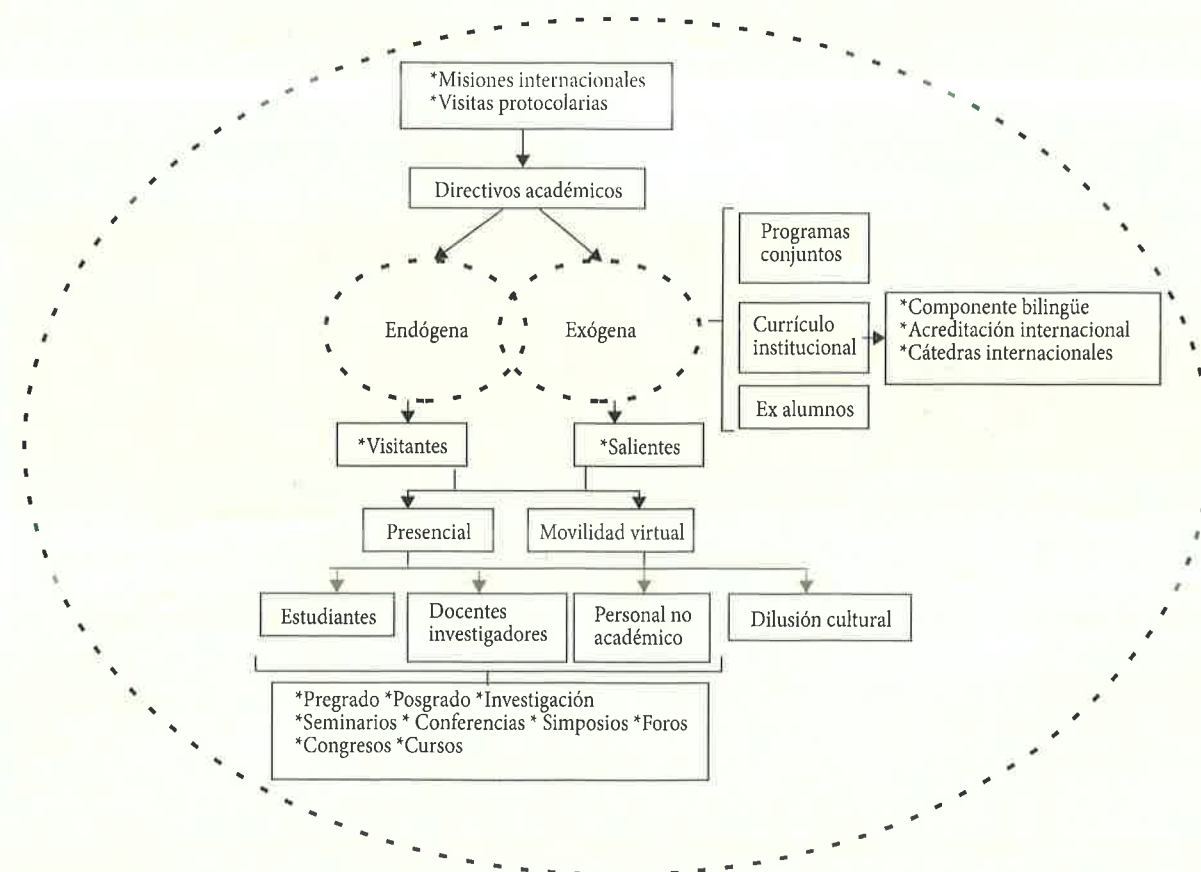 *Misiones internacionales
*Visitas protocolarias
Directivos académicos
Endógena
Exógena
Programas
conjuntos
Currículo
institucional
Ex alumnos
*Componente bilingüe
*Acreditación internacional
*Cátedras internacionales
*Visitantes
*Salientes
Presencial
Movilidad virtual
Estudiantes
Docentes
investigadores
Personal no
académico
Dilusión cultural
*Pregrado *Posgrado *Investigación
*Seminarios * Conferencias * Simposios *Foros
*Congresos *Cursos